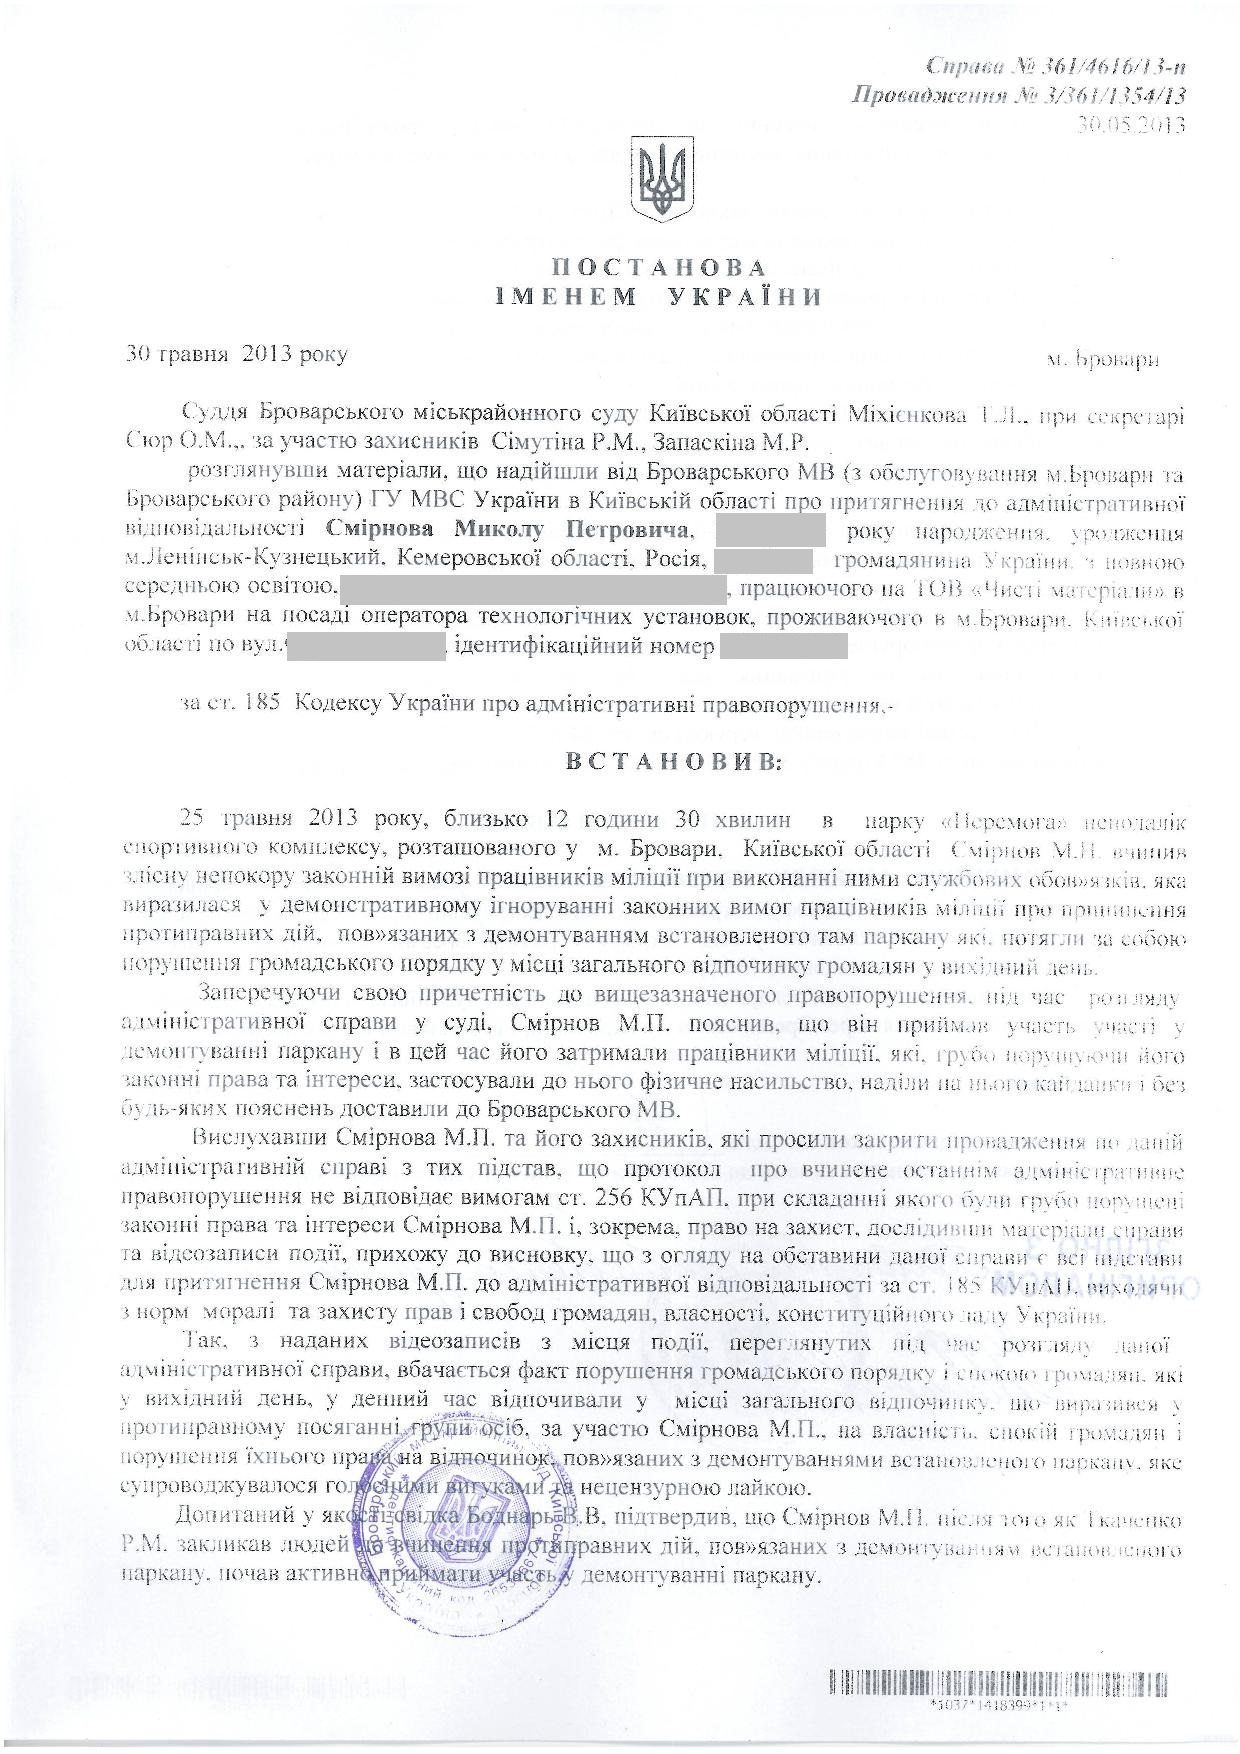 Справа № 361/4616/13-п
Провадження № 3/361/1354/13
30.05.2013
ПОСТАНОВА
ІМЕНЕМ УКРАЇНИ
30 травня 2013 року м. Бровари
Суддя Броварського міськрайонного суду Київської області Міхієнкова Т.Л., при секретарі
Сюр О.М.,, за участю захисників Сімутіна Р.М., Запаскіна М.Р.
розглянувши матеріали, що надійшли від Броварського МВ (з обслуговування м.Бровари та
Броварського району) ГУ МВС України в Київській області про притягнення до адміністративної
відповідальності Смірнова Миколу Петровича, року народження, уродження
м.Ленінськ-Кузнецький, Кемеровської області, Росія, громадянина України, з повною
середньою освітою, , працюючого на ТОВ «Чисті матеріали» в
м.Бровари на посаді оператора технологічних установок, проживаючого в м.Бровари, Київської
області по вул. , ідентифікаційний номер
за ст. 185 Кодексу України про адміністративні правопорушення,-
ВСТАНОВИВ:
25 травня 2013 року, близько 12 години 30 хвилин в парку «Перемога» неподалік
спортивного комплексу, розташованого у м. Бровари, Київської області Смірнов М.П. вчинив
злісну непокору законній вимозі працівників міліції при виконанні ними службових обов»язків, яка
виразилася у демонстративному ігноруванні законних вимог працівників міліції про припинення
протиправних дій, пов»язаних з демонтуванням встановленого там паркану які, потягли за собою
порушення громадського порядку у місці загального відпочинку громадян у вихідний день.
Заперечуючи свою причетність до вищезазначеного правопорушення, під час розгляду
адміністративної справи у суді, Смірнов М.П. пояснив, що він приймав участь участі у
демонтуванні паркану і в цей час його затримали працівники міліції, які, грубо порушуючи його
законні права та інтереси, застосували до нього фізичне насильство, наділи на нього кайданки і без
будь-яких пояснень доставили до Броварського МВ.
Вислухавши Смірнова М.П. та його захисників, які просили закрити провадження по даній
адміністративній справі з тих підстав, що протокол про вчинене останнім адміністративне
правопорушення не відповідає вимогам ст. 256 КУпАП, при складанні якого були грубо порушені
законні права та інтереси Смірнова М.П. і, зокрема, право на захист, дослідивши матеріали справи
та відеозаписи події, прихожу до висновку, що з огляду на обставини даної справи є всі підстави
для притягнення Смірнова М.П. до адміністративної відповідальності за ст. 185 КУпАП, виходячи
з норм моралі та захисту прав і свобод громадян, власності, конституційного ладу України.
Так, з наданих відеозаписів з місця події, переглянутих під час розгляду даної
адміністративної справи, вбачається факт порушення громадського порядку і спокою громадян, які
у вихідний день, у денний час відпочивали у місці загального відпочинку, що виразився у
протиправному посяганні групи осіб, за участю Смірнова М.П., на власність, спокій громадян і
порушення їхнього права на відпочинок, пов»язаних з демонтуваннями встановленого паркану, яке
супроводжувалося голосними вигуками та нецензурною лайкою.
Допитаний у якості свідка Боднарь В.В. підтвердив, що Смірнов М.П. після того як Ткаченко
Р.М. закликав людей до вчинення протиправних дій, пов»язаних з демонтуванням встановленого
паркану, почав активно приймати участь у демонтуванні паркану.
*1037*1418399*1*1*